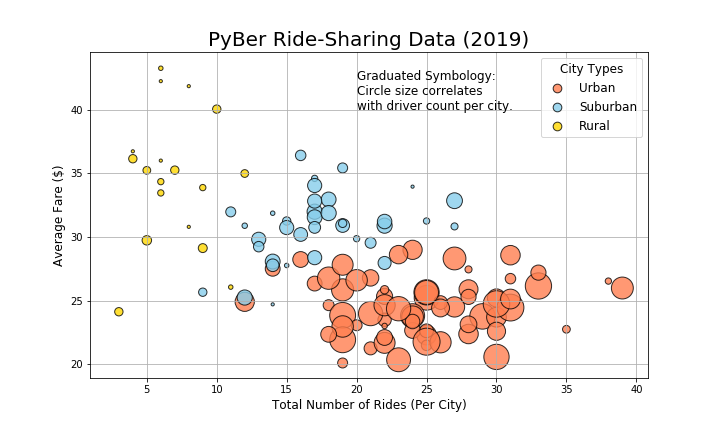 PyBer Ride-Sharing Data (2019)
Graduated Symbology:
Circle size correlates
with driver count per city.
City Types
Urban
Suburban
Rural
Average Fare ($)
40
35
30
25
20
5 10 15 20 25 30 35 40
Total Number of Rides (Per City)